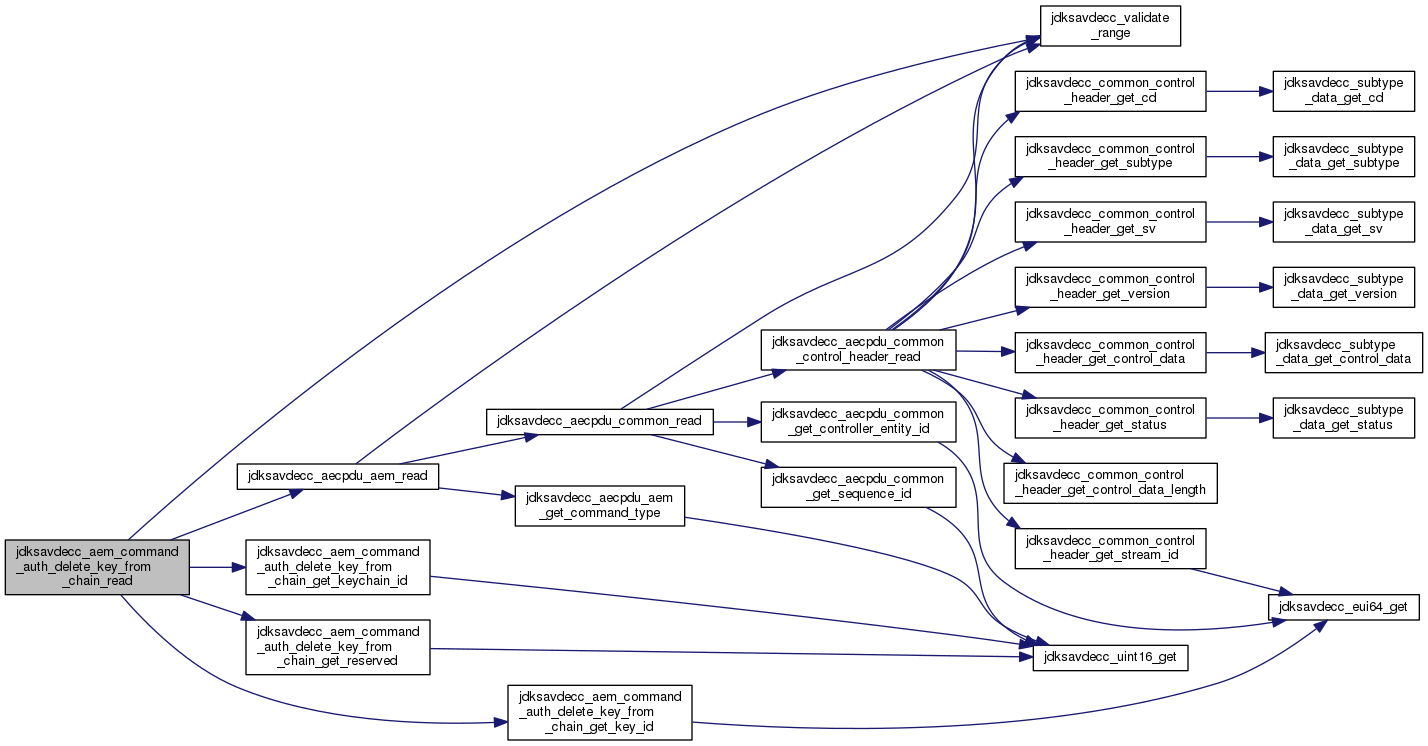 jdksavdecc_aem_command
_auth_delete_key_from
_chain_read
jdksavdecc_aecpdu_aem_read
jdksavdecc_aem_command
_auth_delete_key_from
_chain_get_keychain_id
jdksavdecc_aem_command
_auth_delete_key_from
_chain_get_reserved
jdksavdecc_aecpdu_common_read
jdksavdecc_aecpdu_aem
_get_command_type
jdksavdecc_aem_command
_auth_delete_key_from
_chain_get_key_id
jdksavdecc_aecpdu_common
_control_header_read
jdksavdecc_aecpdu_common
_get_controller_entity_id
jdksavdecc_aecpdu_common
_get_sequence_id
jdksavdecc_validate
_range
jdksavdecc_common_control
_header_get_cd
jdksavdecc_common_control
_header_get_subtype
jdksavdecc_common_control
_header_get_sv
jdksavdecc_common_control
_header_get_version
jdksavdecc_common_control
_header_get_control_data
jdksavdecc_common_control
_header_get_status
jdksavdecc_common_control
_header_get_control_data_length
jdksavdecc_common_control
_header_get_stream_id
jdksavdecc_uint16_get
jdksavdecc_subtype
_data_get_cd
jdksavdecc_subtype
_data_get_subtype
jdksavdecc_subtype
_data_get_sv
jdksavdecc_subtype
_data_get_version
jdksavdecc_subtype
_data_get_control_data
jdksavdecc_subtype
_data_get_status
jdksavdecc_eui64_get